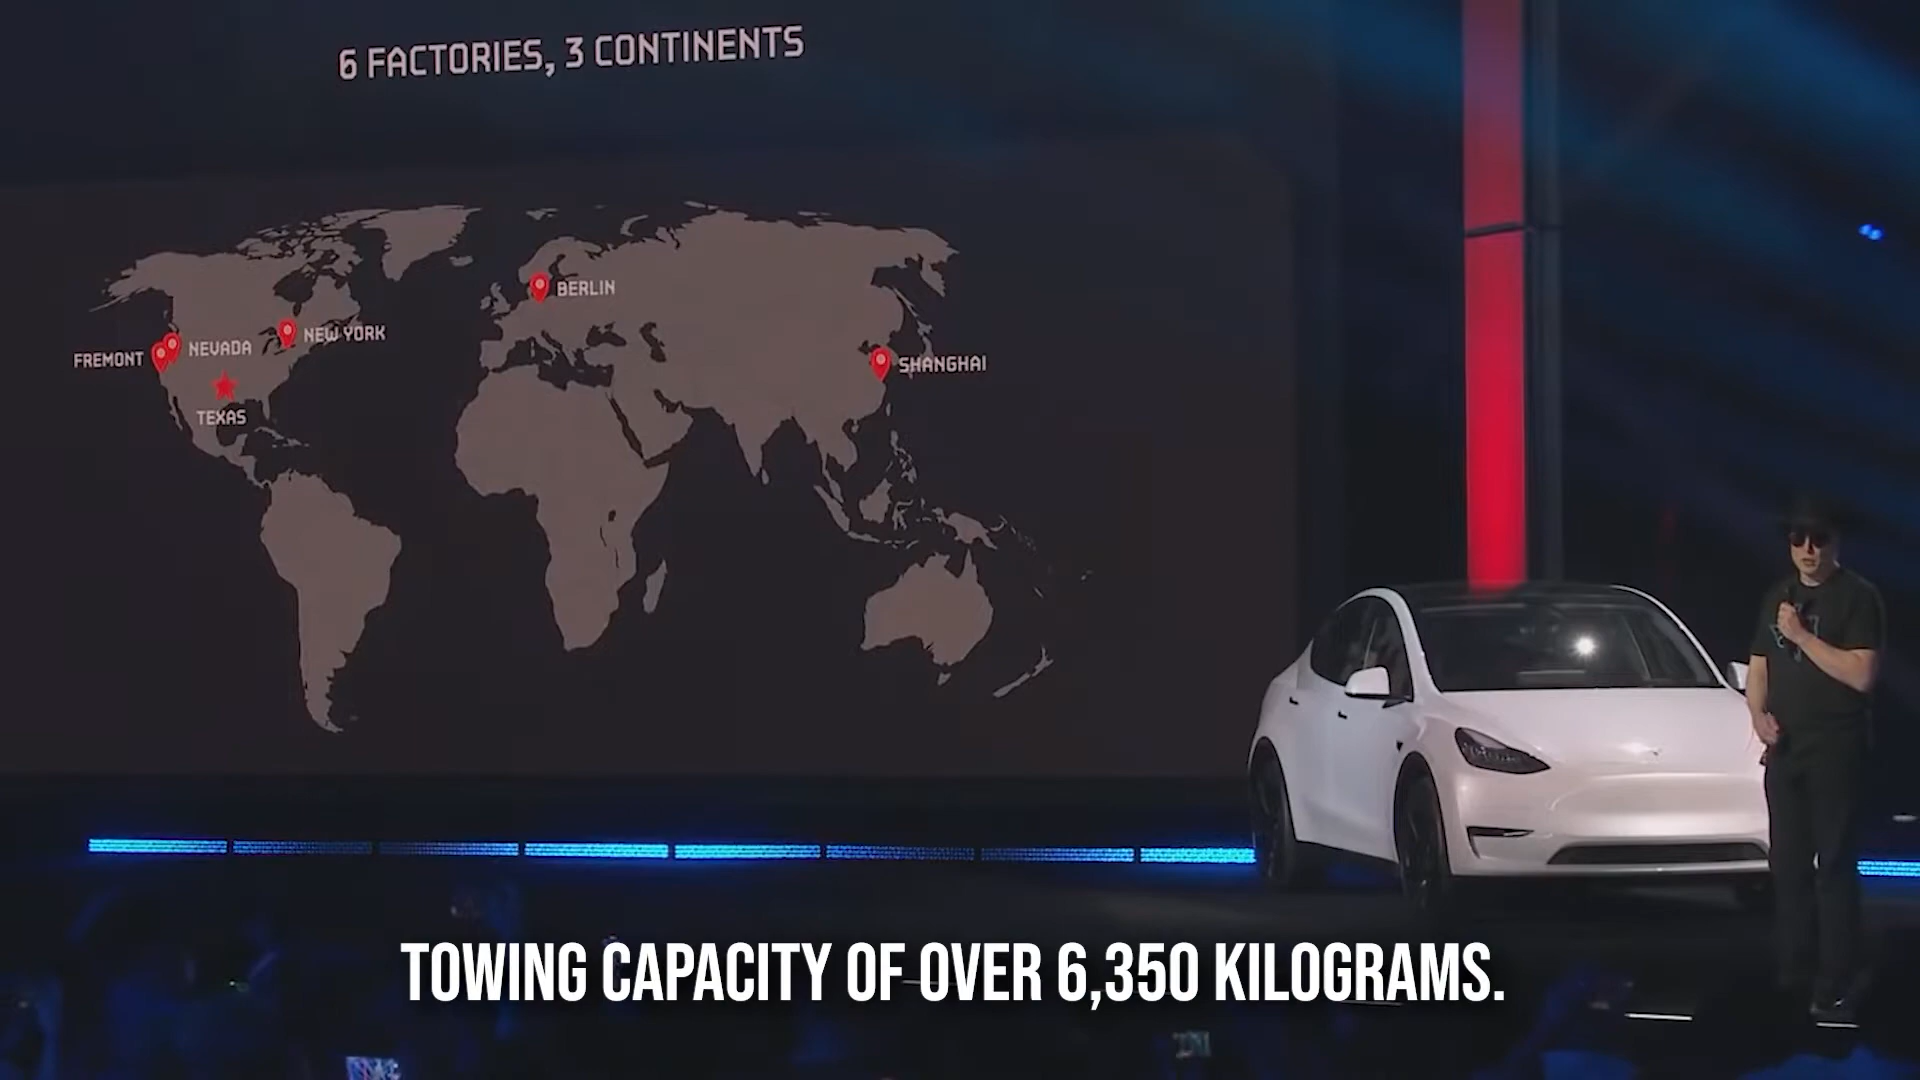 6 FACTORIES, 3 CONTINENTS
BERLIN
NEW YORK
NEVADA
FREMONT
SHANGHAI
TEXAS
TOWING CAPACITY OF OVER 6,350 KILOGRAMS.